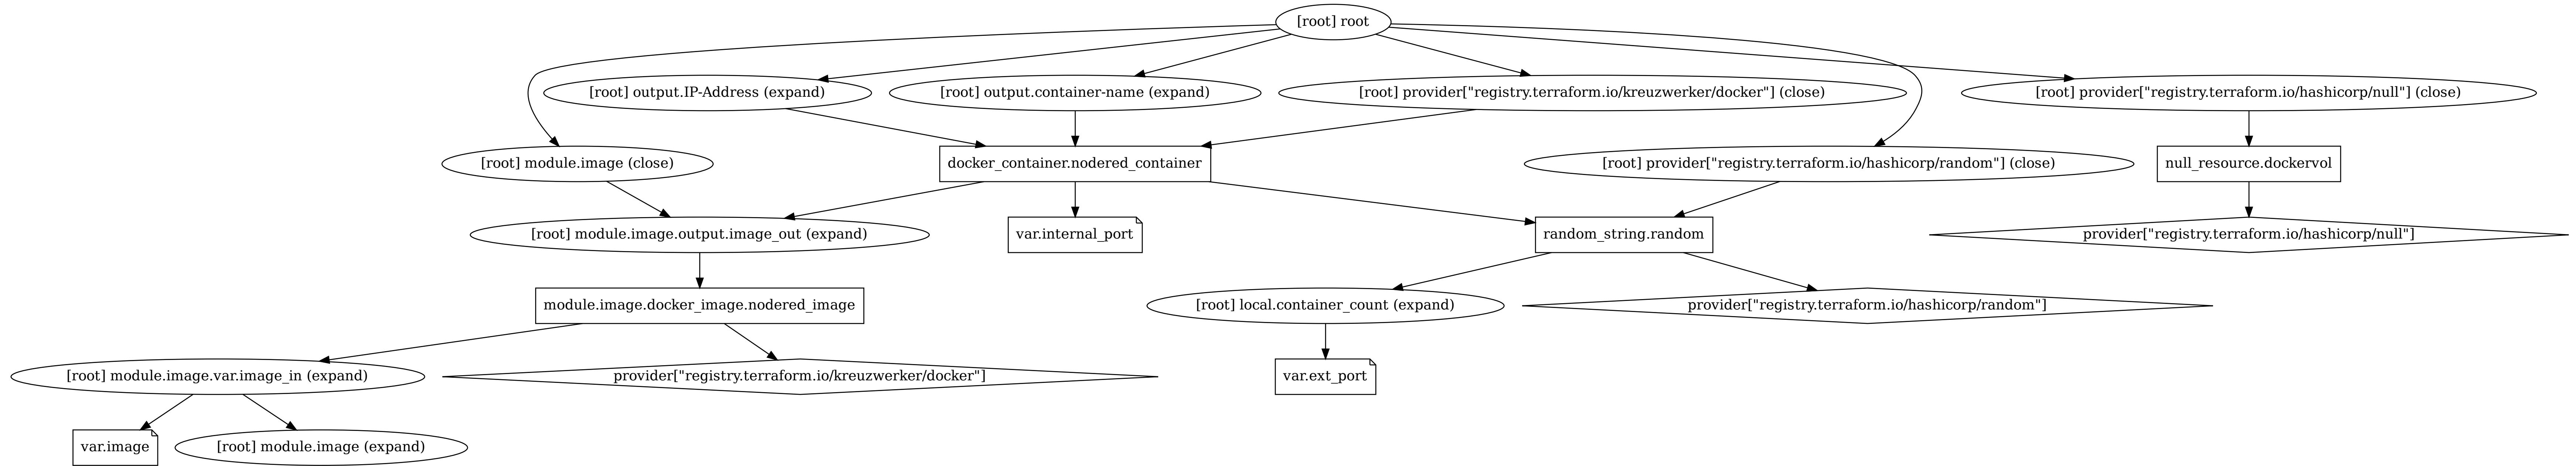 [root] root
[root] output.IP-Address (expand)
[root] output.container-name (expand)
[root] provider["registry.terraform.io/kreuzwerker/docker"] (close)
[root] provider["registry.terraform.io/hashicorp/null"] (close)
[root] module.image (close)
docker_container.nodered_container
[root] provider["registry.terraform.io/hashicorp/random"] (close)
null_resource.dockervol
[root] module.image.output.image_out (expand)
var.internal_port
random_string.random
provider["registry.terraform.io/hashicorp/null"]
module.image.docker_image.nodered_image
[root] local.container_count (expand)
provider["registry.terraform.io/hashicorp/random"]
[root] module.image.var.image_in (expand)
provider["registry.terraform.io/kreuzwerker/docker"]
var.ext_port
var.image
[root] module.image (expand)